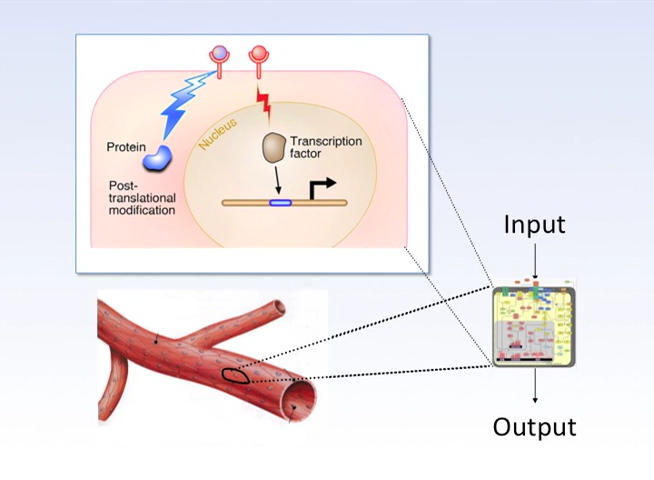 Nucleus
Protein
Transcription
factor
Post-
translational
modification
Input
Output